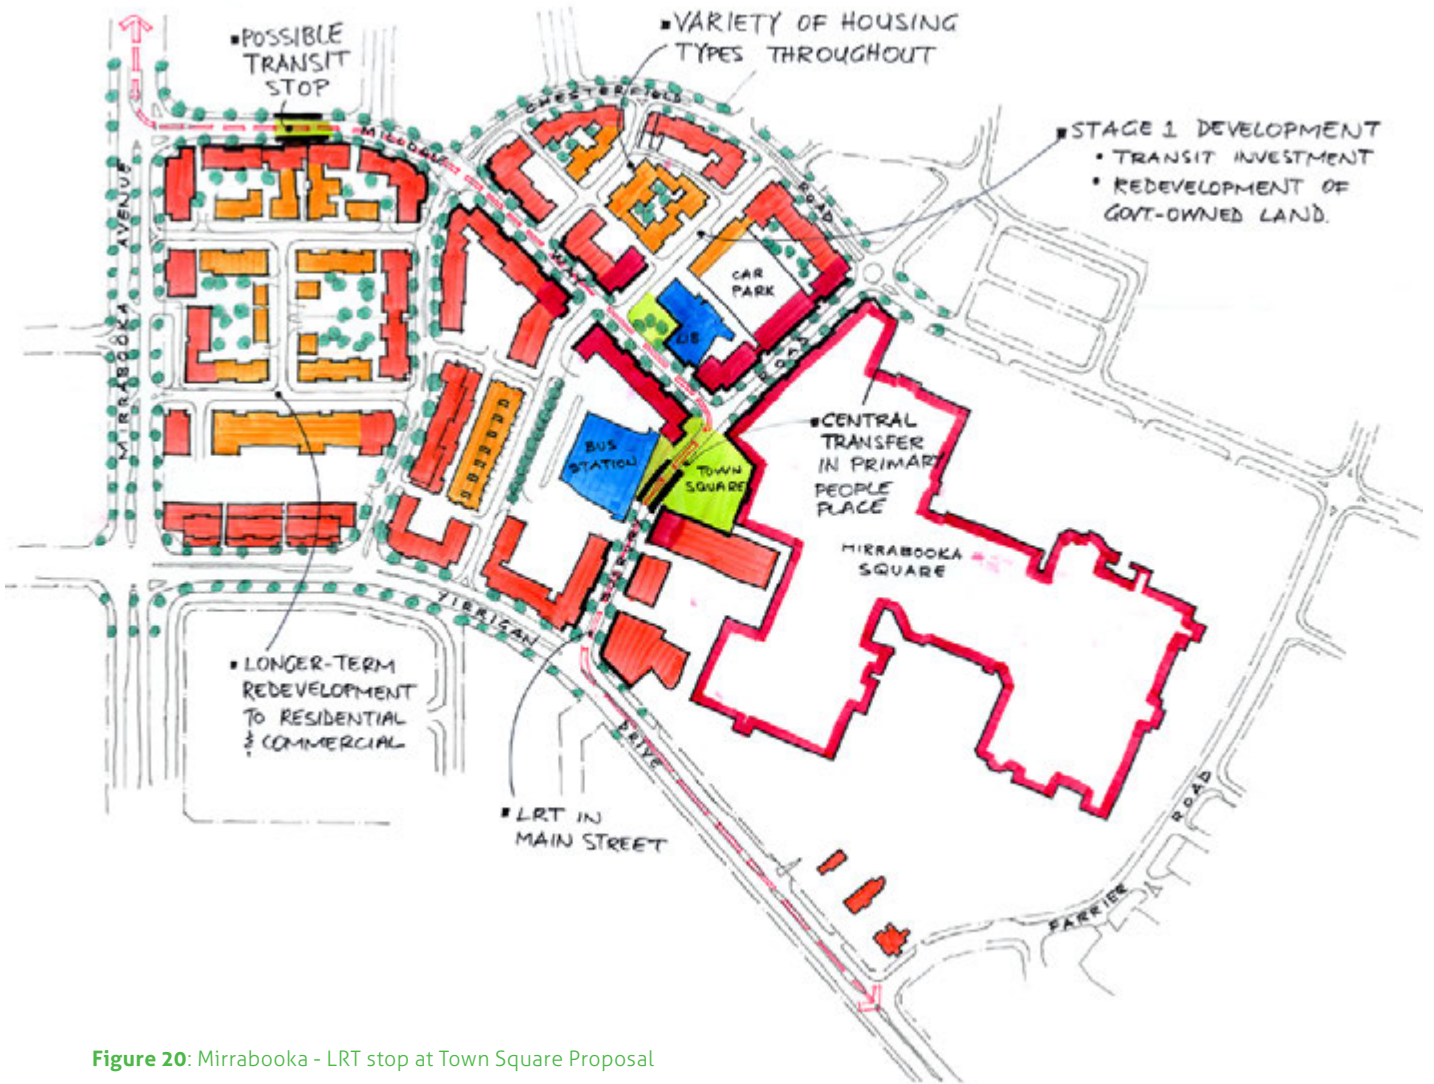 ▪POSSIBLE
TRANSIT
STOP
▪VARIETY OF HOUSING
TYPES THROUGHOUT
▪STAGE 1 DEVELOPMENT
• TRANSIT INVESTMENT
• REDEVELOPMENT OF
GOVT-OWNED LAND.
CHESTERFIELD
ROAD
MILLDALE
WAY
MIRRABOOKA AVENUE
CAR
PARK
LIB
ROAD
BUS
STATION
TOWN
SQUARE
▪CENTRAL
TRANSFER
IN PRIMARY
PEOPLE
PLACE
MIRRABOOKA
SQUARE
YIRRIGAN
DRIVE
▪LONGER-TERM
REDEVELOPMENT
TO RESIDENTIAL
& COMMERCIAL
▪LRT IN
MAIN STREET
FARRIER
ROAD
Figure 20: Mirrabooka - LRT stop at Town Square Proposal